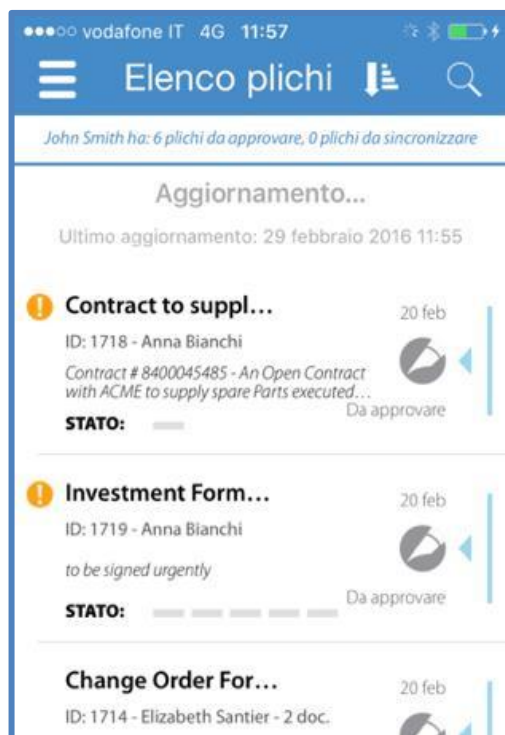 vodafone IT 4G 11:57
Elenco plichi
John Smith ha: 6 plichi da approvare, 0 plichi da sincronizzare
Aggiornamento...
Ultimo aggiornamento: 29 febbraio 2016 11:55
Contract to suppl...
20 feb
ID: 1718 - Anna Bianchi
Contract # 8400045485 - An Open Contract
with ACME to supply spare Parts executed...
Da approvare
STATO:
Investment Form...
20 feb
ID: 1719 - Anna Bianchi
to be signed urgently
Da approvare
STATO:
Change Order For...
20 feb
ID: 1714 - Elizabeth Santier - 2 doc.